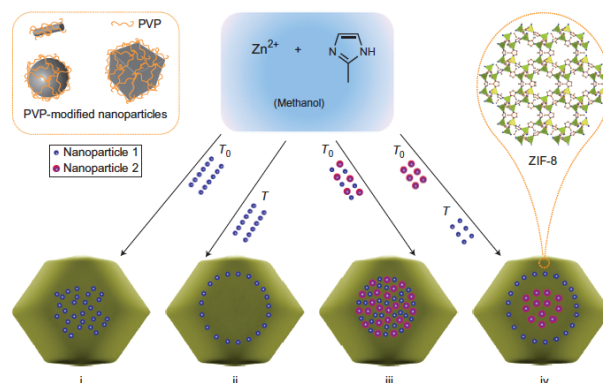 PVP
PVP-modified nanoparticles
Zn2+ + N NH
(Methanol)
ZIF-8
Nanoparticle 1
Nanoparticle 2
T0
T
T0
T0
T
i
ii
iii
iv